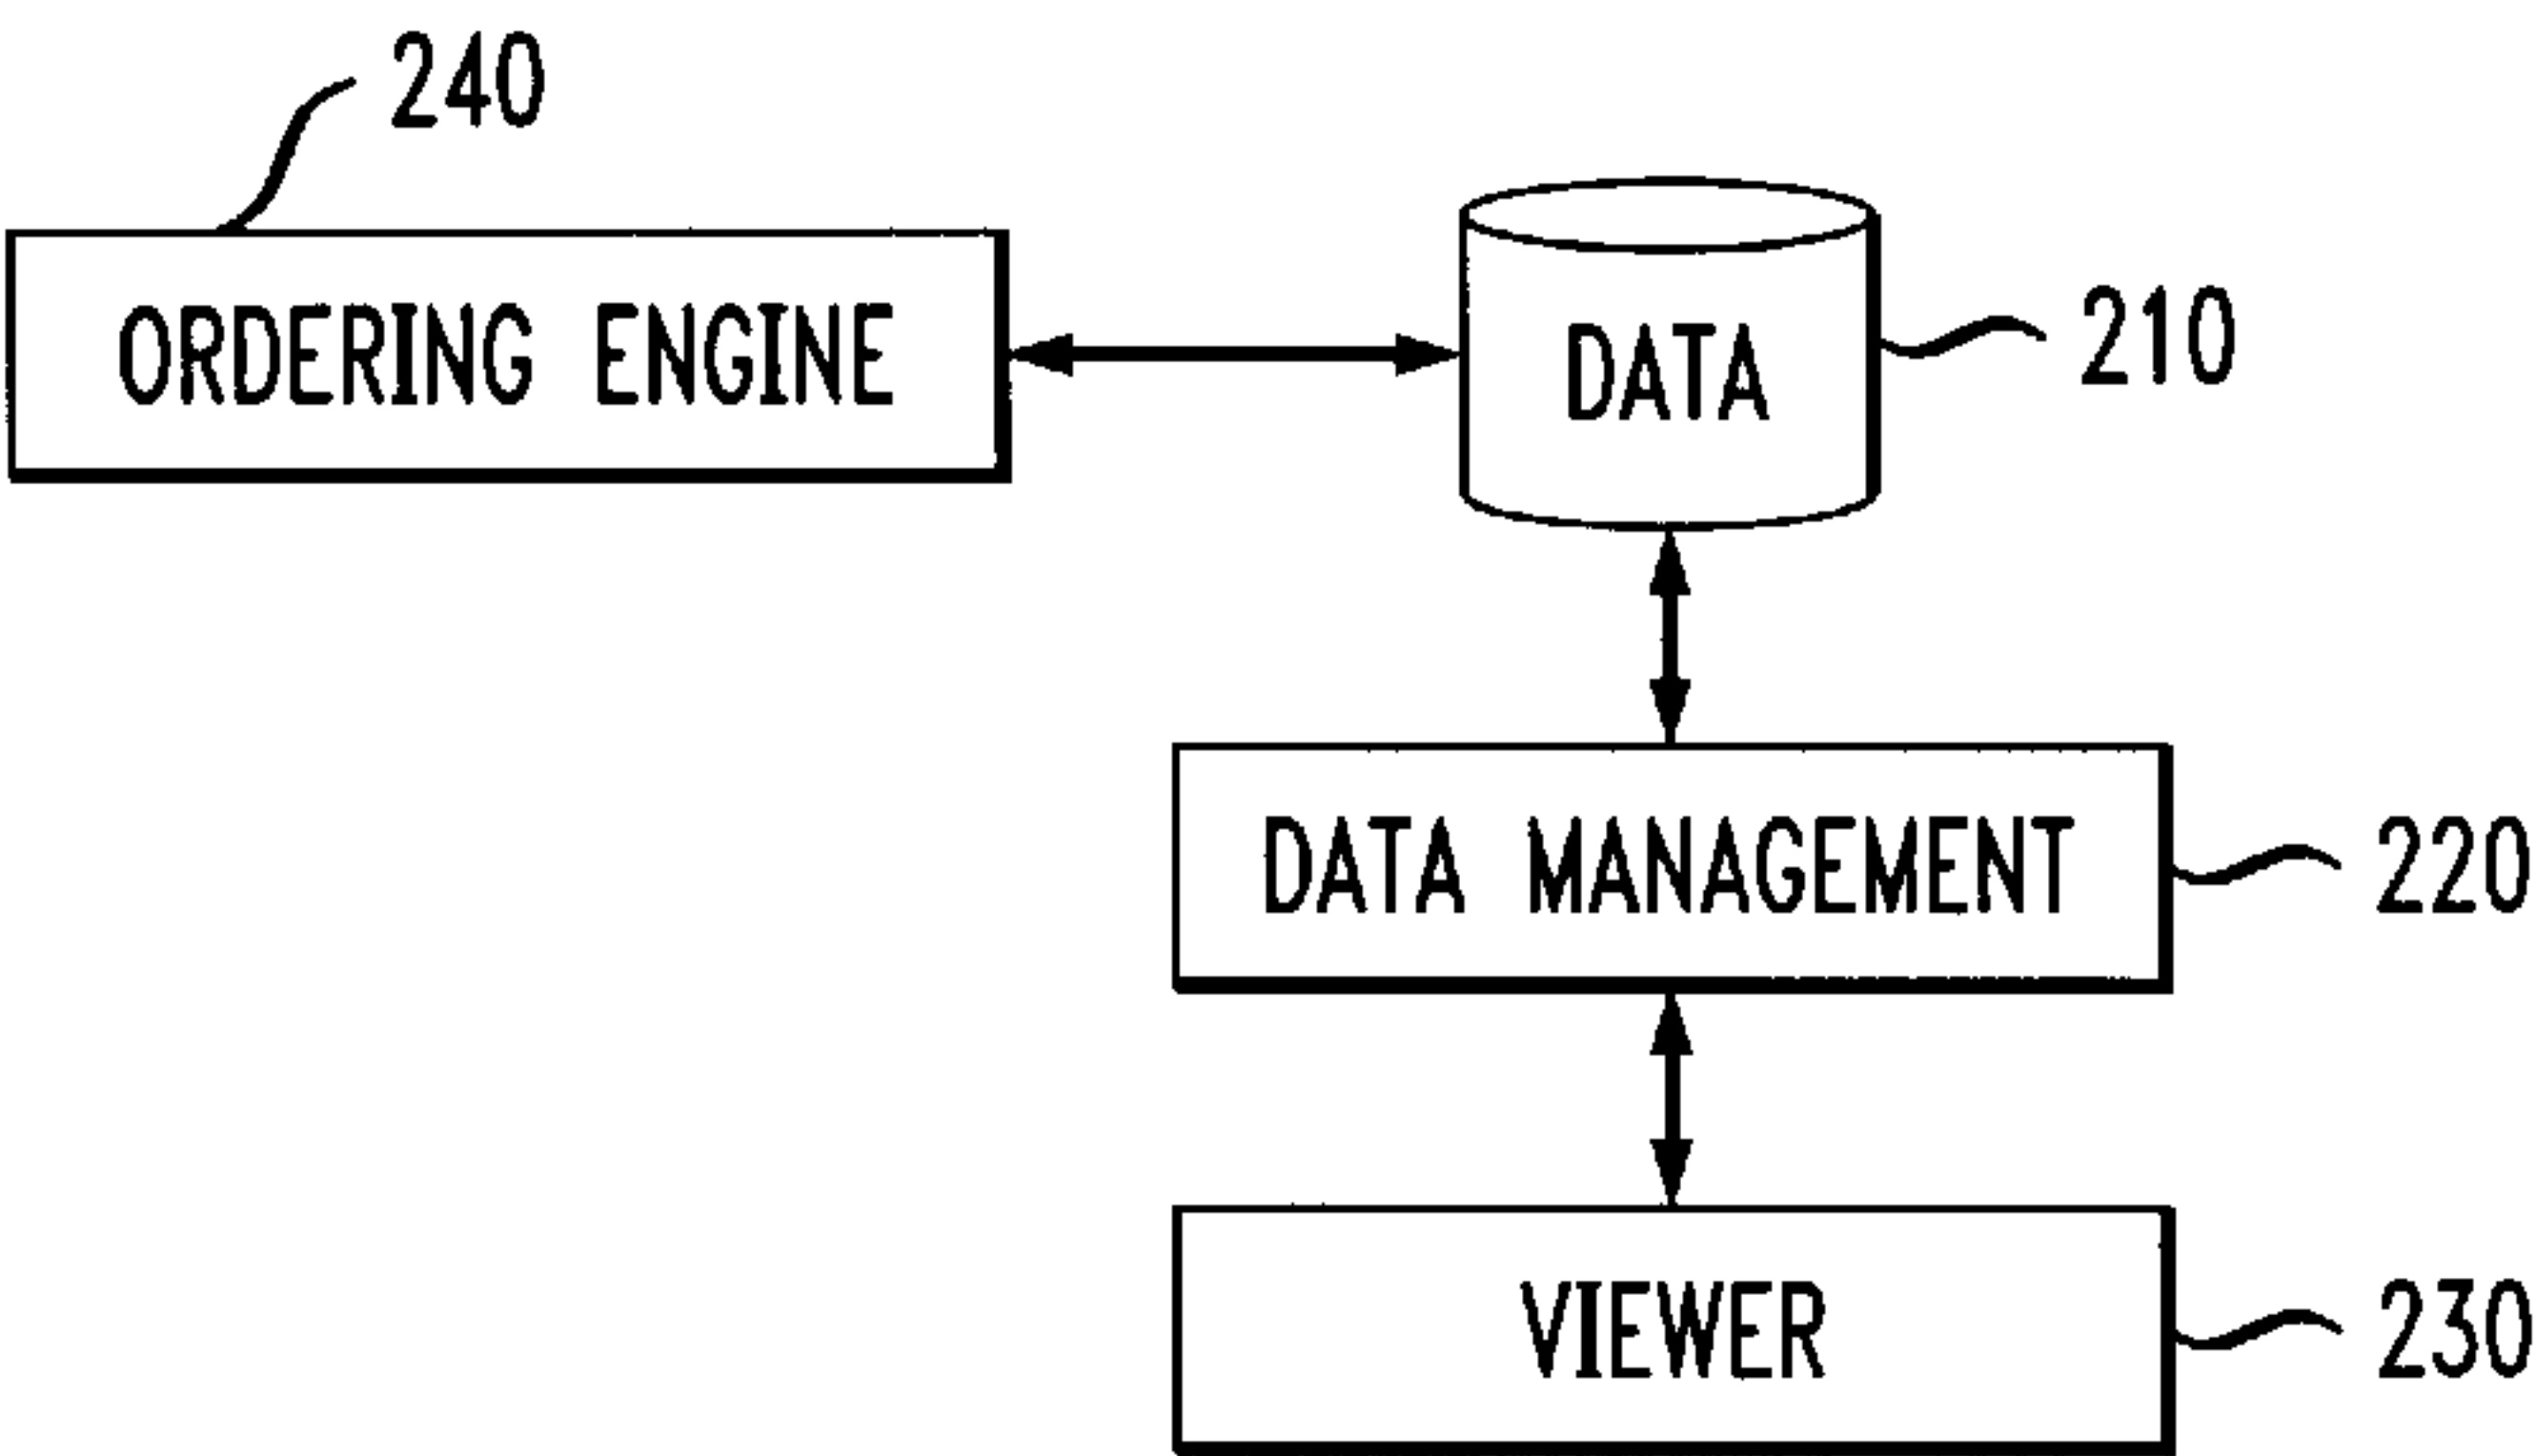 240
ORDERING ENGINE
DATA
210
DATA MANAGEMENT
220
VIEWER
230